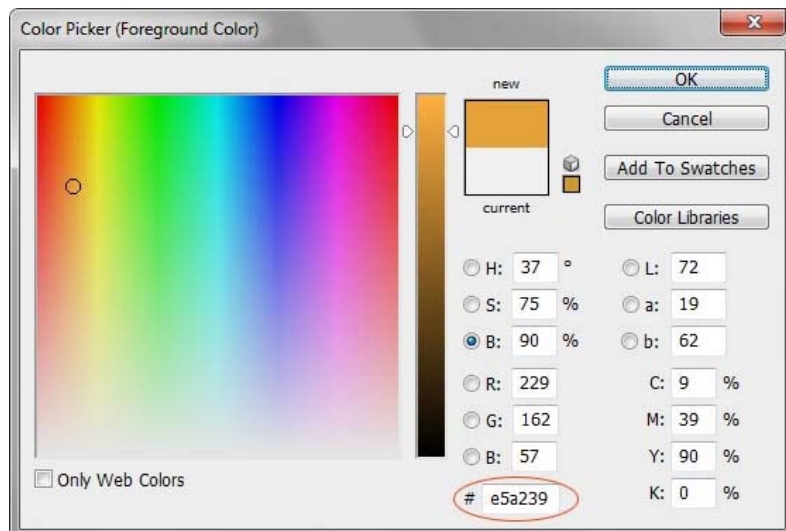 Color Picker (Foreground Color)
new
current
OK
Cancel
Add To Swatches
Color Libraries
H: 37 °
S: 75 %
B: 90 %
R: 229
G: 162
B: 57
# e5a239
L: 72
a: 19
b: 62
C: 9 %
M: 39 %
Y: 90 %
K: 0 %
Only Web Colors